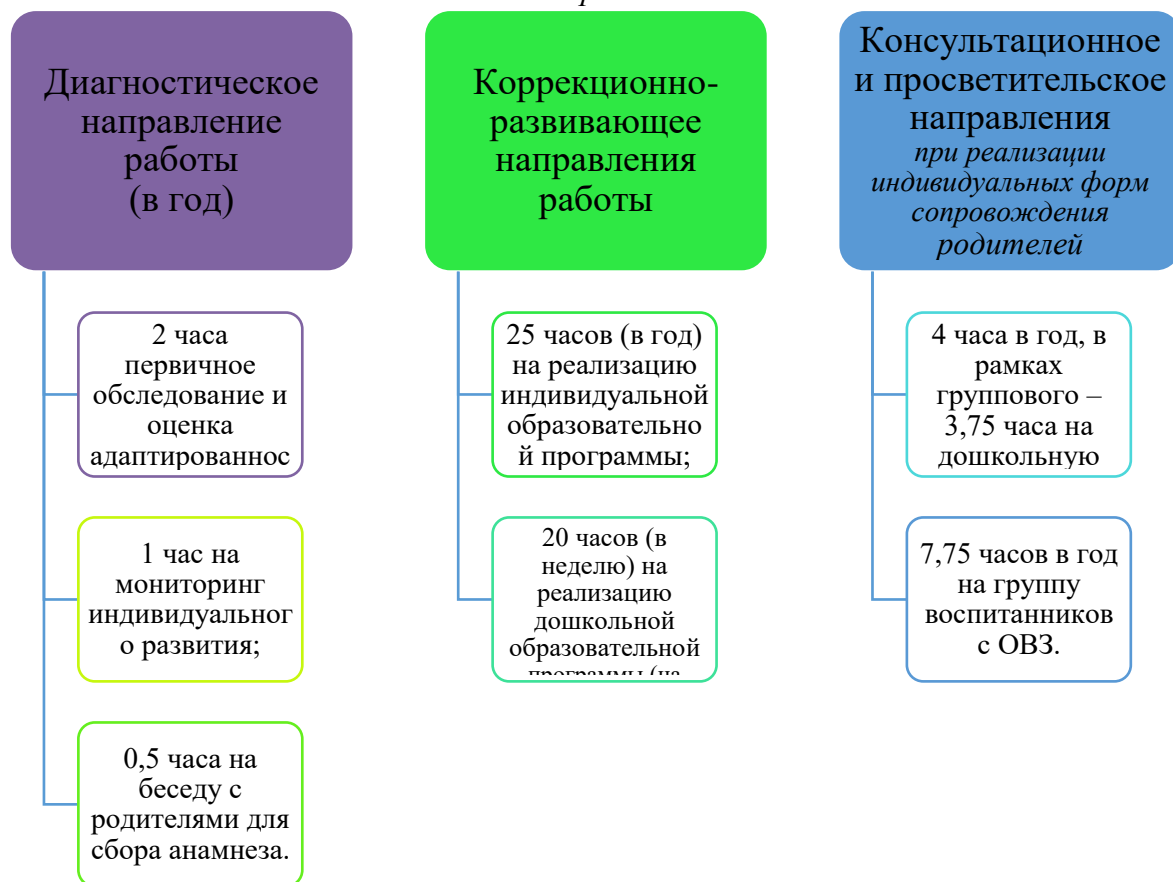 Диагностическое
направление
работы
(в год)
2 часа
первичное
обследование и
оценка
адаптированнос
1 час на
мониторинг
индивидуальног
о развития;
0,5 часа на
беседу с
родителями для
сбора анамнеза.
Коррекционно-
развивающее
направления
работы
25 часов (в год)
на реализацию
индивидуальной
образовательно
й программы;
20 часов (в
неделю) на
реализацию
дошкольной
образовательной
программы (на
Консультационное
и просветительское
направления
при реализации
индивидуальных форм
сопровождения
родителей
4 часа в год, в
рамках
группового –
3,75 часа на
дошкольную
7,75 часов в год
на группу
воспитанников
с ОВЗ.